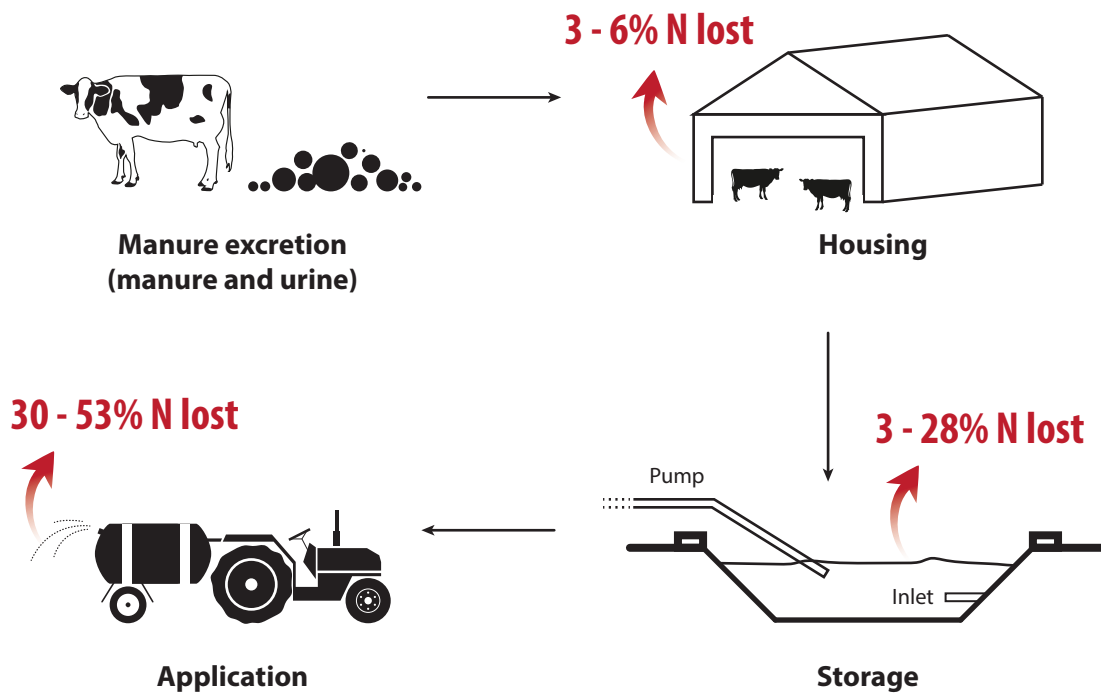 3 - 6% N lost
Manure excretion
(manure and urine)
Housing
30 - 53% N lost
3 - 28% N lost
Pump
Inlet
Application
Storage